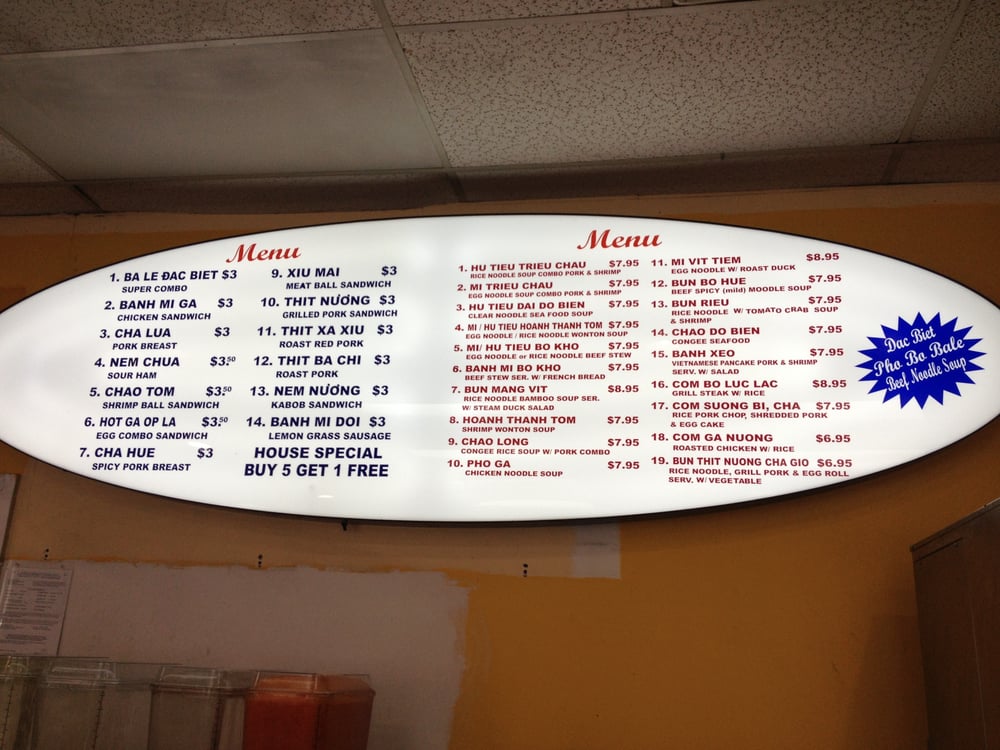 Menu
1. BA LE ĐAC BIET $3
SUPER COMBO
2. BANH MI GA $3
CHICKEN SANDWICH
3. CHA LUA $3
PORK BREAST
4. NEM CHUA $3.50
SOUR HAM
5. CHAO TOM $3.50
SHRIMP BALL SANDWICH
6. HOT GA OP LA $3.50
EGG COMBO SANDWICH
7. CHA HUE $3
SPICY PORK BREAST
9. XIU MAI $3
MEAT BALL SANDWICH
10. THIT NƯƠNG $3
GRILLED PORK SANDWICH
11. THIT XA XIU $3
ROAST RED PORK
12. THIT BA CHI $3
ROAST PORK
13. NEM NƯỚNG $3
KABOB SANDWICH
14. BANH MI DOI $3
LEMON GRASS SAUSAGE
HOUSE SPECIAL
BUY 5 GET 1 FREE
Menu
1. HU TIEU TRIEU CHAU $7.95
RICE NOODLE SOUP COMBO PORK & SHRIMP
2. MI TRIEU CHAU $7.95
EGG NOODLE SOUP COMBO PORK & SHRIMP
3. HU TIEU DAI DO BIEN $7.95
CLEAR NOODLE SEA FOOD SOUP
4. MI / HU TIEU HOANH THANH TOM $7.95
EGG NOODLE / RICE NOODLE WONTON SOUP
5. MI/ HU TIEU BO KHO $7.95
EGG NOODLE or RICE NOODLE BEEF STEW
6. BANH MI BO KHO $7.95
BEEF STEW SER. W/ FRENCH BREAD
7. BUN MANG VIT $8.95
RICE NOODLE BAMBOO SOUP SER.
W/ STEAM DUCK SALAD
8. HOANH THANH TOM $7.95
SHRIMP WONTON SOUP
9. CHAO LONG $7.95
CONGEE RICE SOUP W/ PORK COMBO
10. PHO GA $7.95
CHICKEN NOODLE SOUP
11. MI VIT TIEM $8.95
EGG NOODLE W/ ROAST DUCK
12. BUN BO HUE $7.95
BEEF SPICY (mild) MOODLE SOUP
13. BUN RIEU $7.95
RICE NOODLE W/ TOMATO CRAB SOUP
& SHRIMP
14. CHAO DO BIEN $7.95
CONGEE SEAFOOD
15. BANH XEO $7.95
VIETNAMESE PANCAKE PORK & SHRIMP
SERV. W/ SALAD
16. COM BO LUC LAC $8.95
GRILL STEAK W/ RICE
17. COM SUONG BI, CHA $7.95
RICE PORK CHOP, SHREDDED PORK
& EGG CAKE
18. COM GA NUONG $6.95
ROASTED CHICKEN W/ RICE
19. BUN THIT NUONG CHA GIO $6.95
RICE NOODLE, GRILL PORK & EGG ROLL
SERV. W/ VEGETABLE
Dac Biet
Pho Bo Bale
Beef Noodle Soup